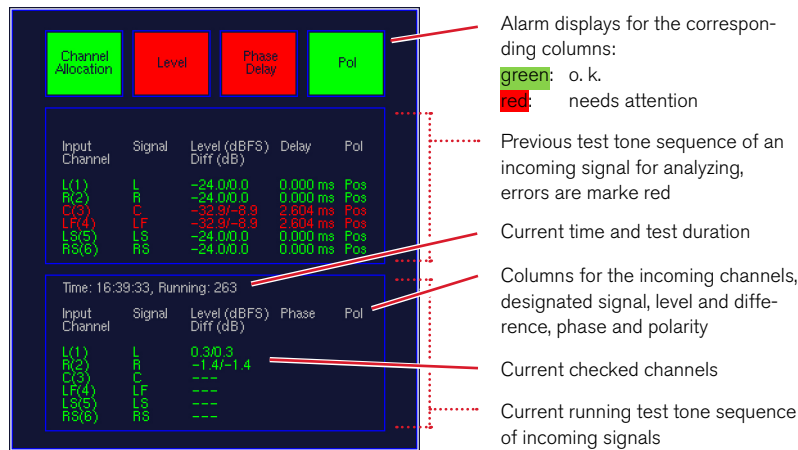 Channel
Allocation
Level
Phase
Delay
Pol
Input Signal Level (dBFS) Delay Pol
Channel Diff (dB)
L(1) L -24.0/0.0 0.000 ms Pos
R(2) R -24.0/0.0 0.000 ms Pos
C(3) C -32.9/-8.9 2.604 ms Pos
LF(4) LF -32.9/-8.9 2.604 ms Pos
LS(5) LS -24.0/0.0 0.000 ms Pos
RS(6) RS -24.0/0.0 0.000 ms Pos
Time: 16:39:33, Running: 263
Input Signal Level (dBFS) Phase Pol
Channel Diff (dB)
L(1) L 0.3/0.3
R(2) R -1.4/-1.4
C(3) C ---
LF(4) LF ---
LS(5) LS ---
RS(6) RS ---
Alarm displays for the correspon-
ding columns:
green: o. k.
red: needs attention
Previous test tone sequence of an
incoming signal for analyzing,
errors are marke red
Current time and test duration
Columns for the incoming channels,
designated signal, level and diffe-
rence, phase and polarity
Current checked channels
Current running test tone sequence
of incoming signals